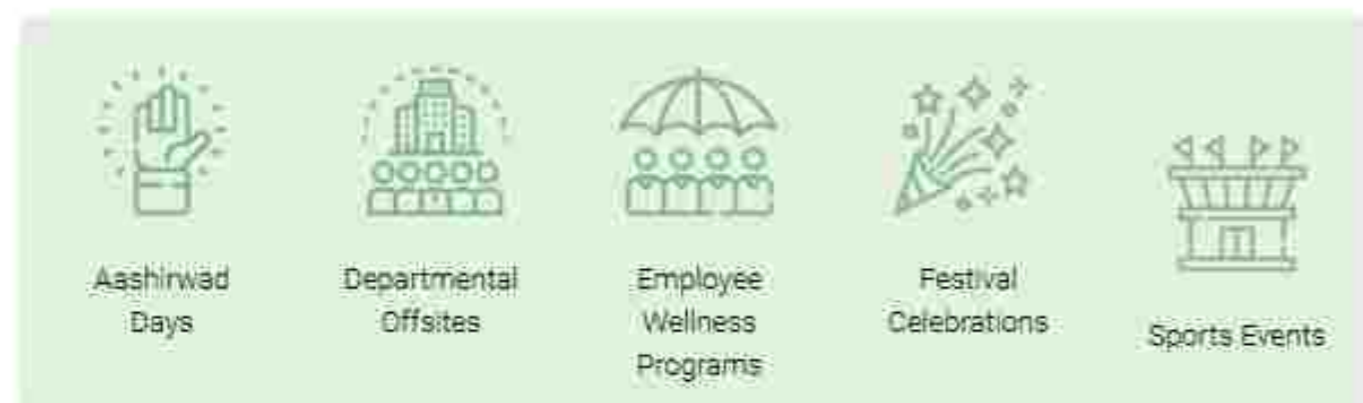 Aashirwad
Days
Departmental
Offsites
Employee
Wellness
Programs
Festival
Celebrations
Sports Events